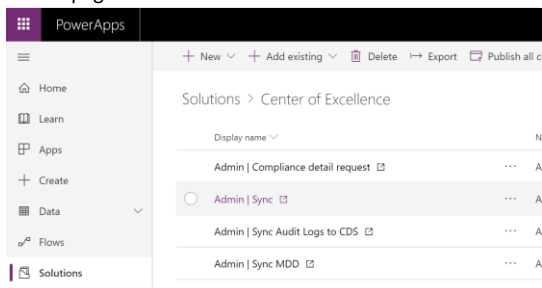 PowerApps
+ New + Add existing Delete Export Publish all c
Home
Solutions > Center of Excellence
Learn
Display name N
Apps
Admin | Compliance detail request ... A
Create
Admin | Sync ... A
Data
Admin | Sync Audit Logs to CDS ... A
Flows
Admin | Sync MDD ... A
Solutions